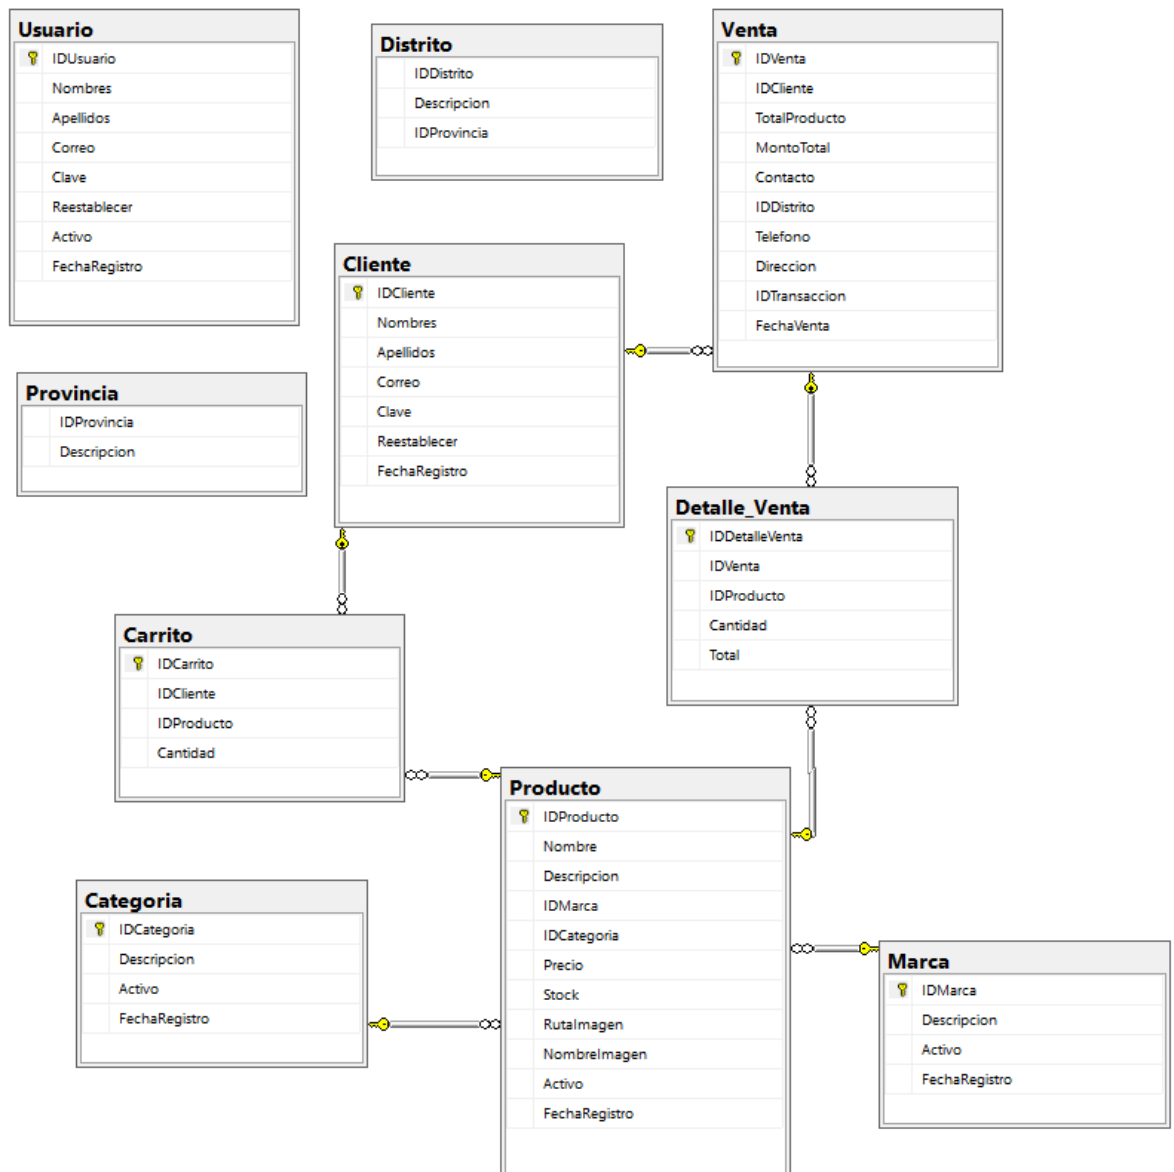 Usuario
IDUsuario
Nombres
Apellidos
Correo
Clave
Reestablecer
Activo
FechaRegistro
Distrito
IDDistrito
Descripcion
IDProvincia
Venta
IDVenta
IDCliente
TotalProducto
MontoTotal
Contacto
IDDistrito
Telefono
Direccion
IDTransaccion
FechaVenta
Cliente
IDCliente
Nombres
Apellidos
Correo
Clave
Reestablecer
FechaRegistro
Provincia
IDProvincia
Descripcion
Detalle_Venta
IDDetalleVenta
IDVenta
IDProducto
Cantidad
Total
Carrito
IDCarrito
IDCliente
IDProducto
Cantidad
Producto
IDProducto
Nombre
Descripcion
IDMarca
IDCategoria
Precio
Stock
RutaImagen
NombreImagen
Activo
FechaRegistro
Categoria
IDCategoria
Descripcion
Activo
FechaRegistro
Marca
IDMarca
Descripcion
Activo
FechaRegistro